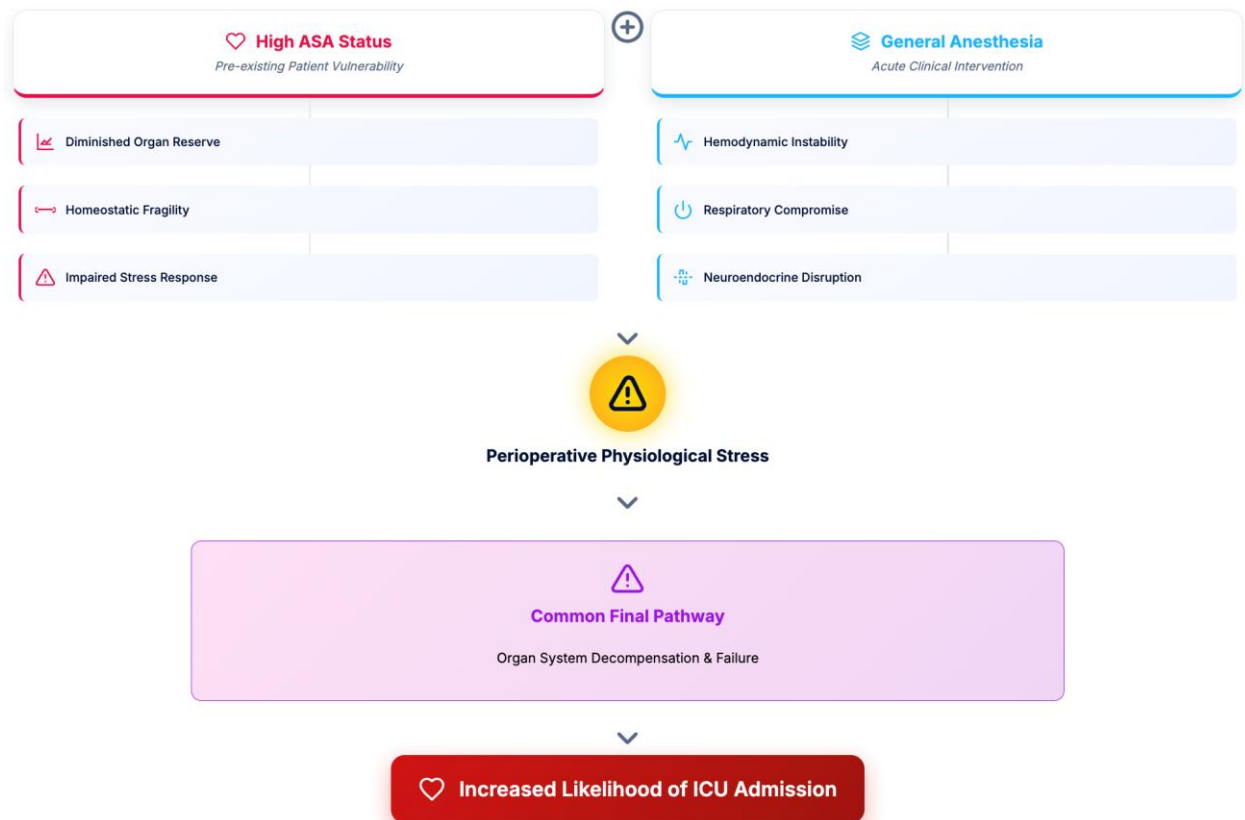 High ASA Status
Pre-existing Patient Vulnerability
Diminished Organ Reserve
Homeostatic Fragility
Impaired Stress Response
General Anesthesia
Acute Clinical Intervention
Hemodynamic Instability
Respiratory Compromise
Neuroendocrine Disruption
Perioperative Physiological Stress
Common Final Pathway
Organ System Decompensation & Failure
Increased Likelihood of ICU Admission